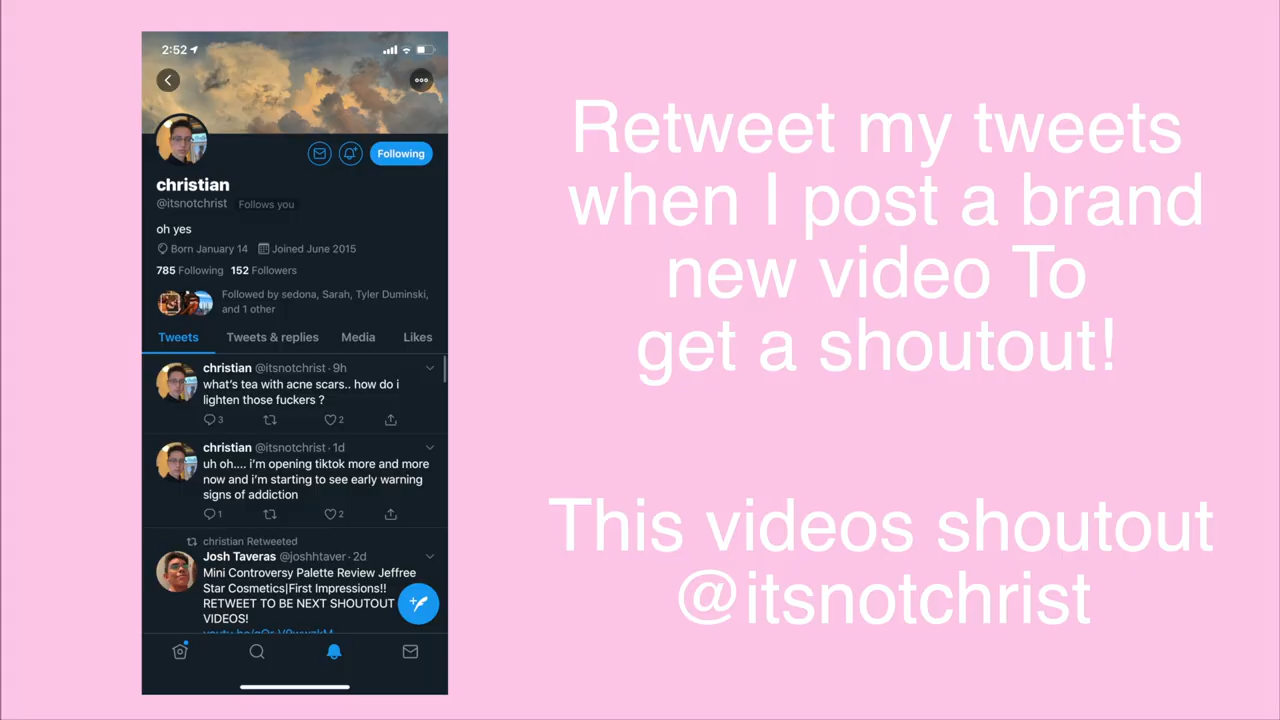 2:52
Following
christian
@itsnotchrist Follows you
oh yes
Born January 14 Joined June 2015
785 Following 152 Followers
Followed by sedona, Sarah, Tyler Duminski,
and 1 other
Tweets Tweets & replies Media Likes
christian @itsnotchrist · 9h
what's tea with acne scars.. how do i
lighten those fuckers ?
3 2
christian @itsnotchrist · 1d
uh oh.... i'm opening tiktok more and more
now and i'm starting to see early warning
signs of addiction
1 2
christian Retweeted
Josh Taveras @joshhtaver · 2d
Mini Controversy Palette Review Jeffree
Star Cosmetics|First Impressions!!
RETWEET TO BE NEXT SHOUTOUT
VIDEOS!
Retweet my tweets
when I post a brand
new video To
get a shoutout!
This videos shoutout
@itsnotchrist